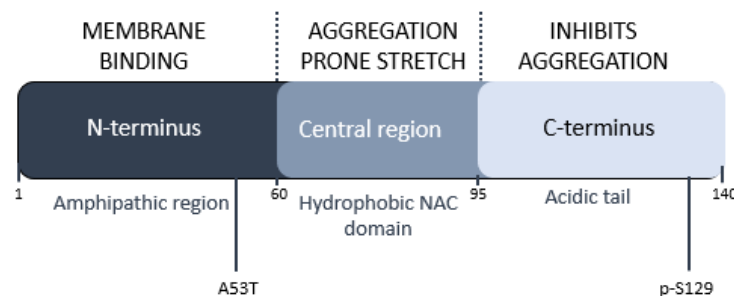 MEMBRANE
BINDING
AGGREGATION
PRONE STRETCH
INHIBITS
AGGREGATION
N-terminus
Central region
C-terminus
1
Amphipathic region
60
Hydrophobic NAC
domain
95
Acidic tail
140
A53T
p-S129